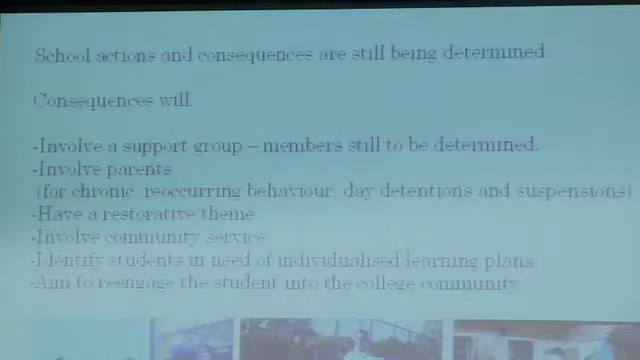 School actions and consequences are still being determined.
Consequences will
-Involve a support group – members still to be determined.
-Involve parents
(for chronic, reoccurring behaviour, day detentions and suspensions)
-Have a restorative theme
-Involve community service
-Identify students in need of individualised learning plans
-Aim to reengage the student into the college community